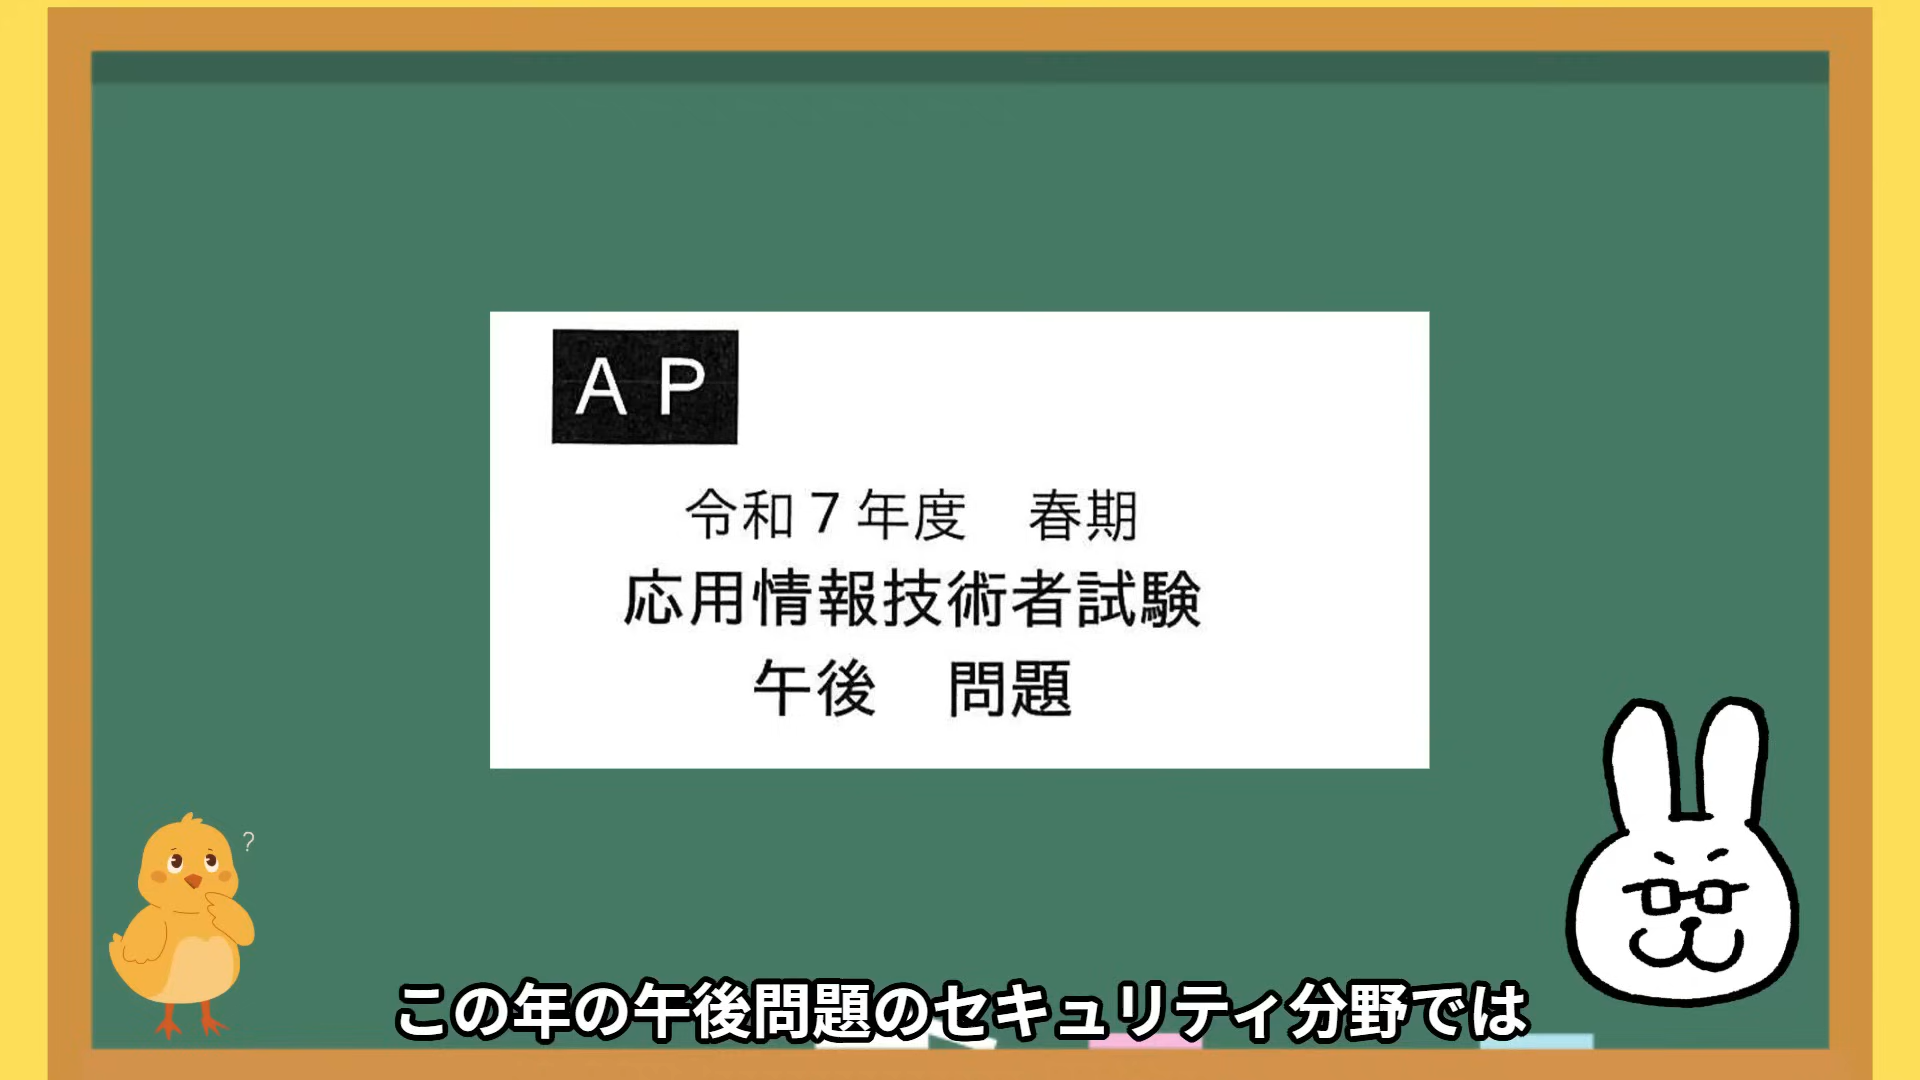 AP
令和7年度 春期
応用情報技術者試験
午後 問題
?
この年の午後問題のセキュリティ分野では